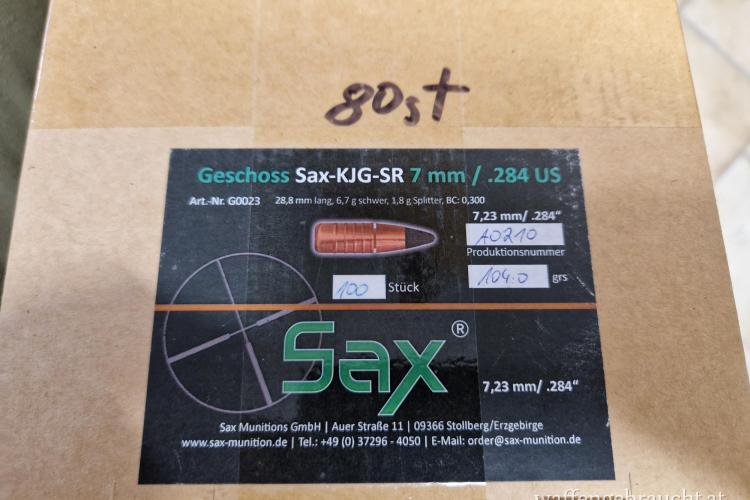 80st
Geschoss Sax-KJG-SR 7 mm / .284 US
Art.-Nr. G0023 28,8 mm lang, 6,7 g schwer, 1,8 g Splitter, BC: 0,300
7,23 mm/ .284“
A0210
Produktionsnummer
100 Stück
104.0 grs
Sax®
7,23 mm/ .284“
Sax Munitions GmbH | Auer Straße 11 | 09366 Stollberg/Erzgebirge
www.sax-munition.de | Tel.: +49 (0) 37296 - 4050 | E-Mail: order@sax-munition.de
waffengebraucht.at